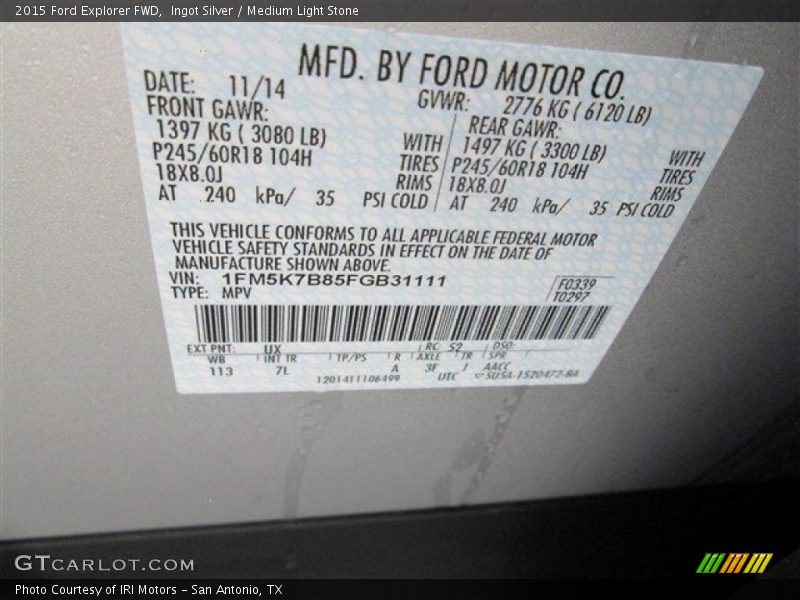 2015 Ford Explorer FWD,  Ingot Silver / Medium Light Stone
MFD. BY FORD MOTOR CO.
DATE: 11/14 GVWR: 2776 KG ( 6120 LB)
FRONT GAWR: REAR GAWR:
1397 KG ( 3080 LB) WITH 1497 KG ( 3300 LB) WITH
P245/60R18 104H TIRES P245/60R18 104H TIRES
18X8.0J RIMS 18X8.0J RIMS
AT 240 kPa/ 35 PSI COLD AT 240 kPa/ 35 PSI COLD
THIS VEHICLE CONFORMS TO ALL APPLICABLE FEDERAL MOTOR
VEHICLE SAFETY STANDARDS IN EFFECT ON THE DATE OF
MANUFACTURE SHOWN ABOVE.
VIN: 1FM5K7B85FGB31111 F0339
TYPE: MPV T0297
EXT PNT: UX RC: 52 DSO:
WB INT TR TP/PS R AXLE TR SPR
113 7L A 3F J AACC
1201411106499 UTC
GTCARLOT.COM
Photo Courtesy of IRI Motors – San Antonio, TX